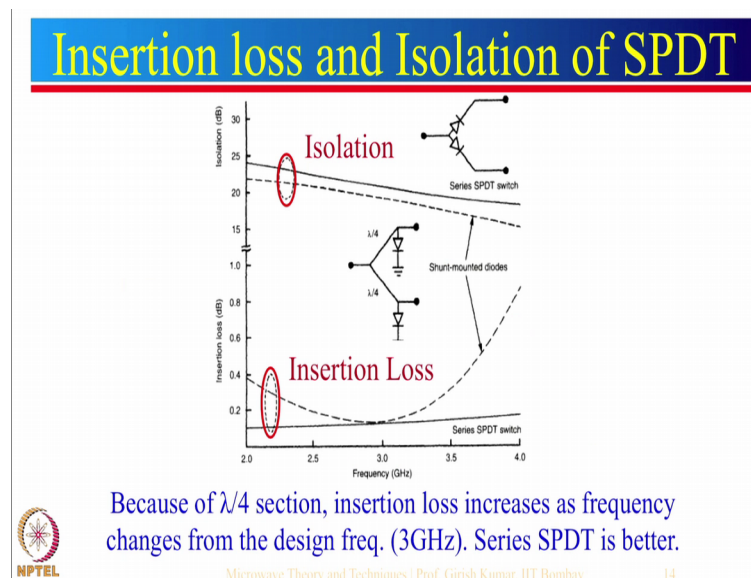 Insertion loss and Isolation of SPDT
Isolation (dB)
30
25
20
15
Isolation
Series SPDT switch
λ/4
λ/4
Shunt-mounted diodes
Insertion loss (dB)
1.0
0.8
0.6
0.4
0.2
Insertion Loss
Series SPDT switch
2.0 2.5 3.0 3.5 4.0
Frequency (GHz)
Because of λ/4 section, insertion loss increases as frequency
changes from the design freq. (3GHz). Series SPDT is better.
NPTEL
Microwave Theory and Techniques | Prof. Girish Kumar, IIT Bombay 14